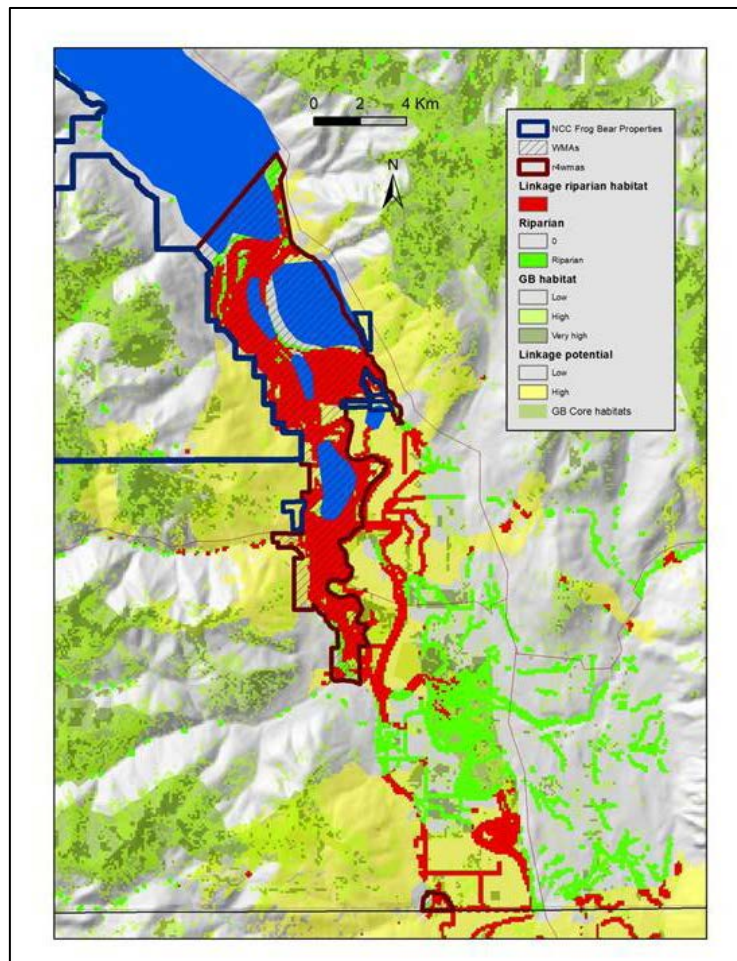 0 2 4 Km
N
NCC Frog Bear Properties
WMAs
r4wmas
Linkage riparian habitat
Riparian
0
Riparian
GB habitat
Low
High
Very high
Linkage potential
Low
High
GB Core habitats